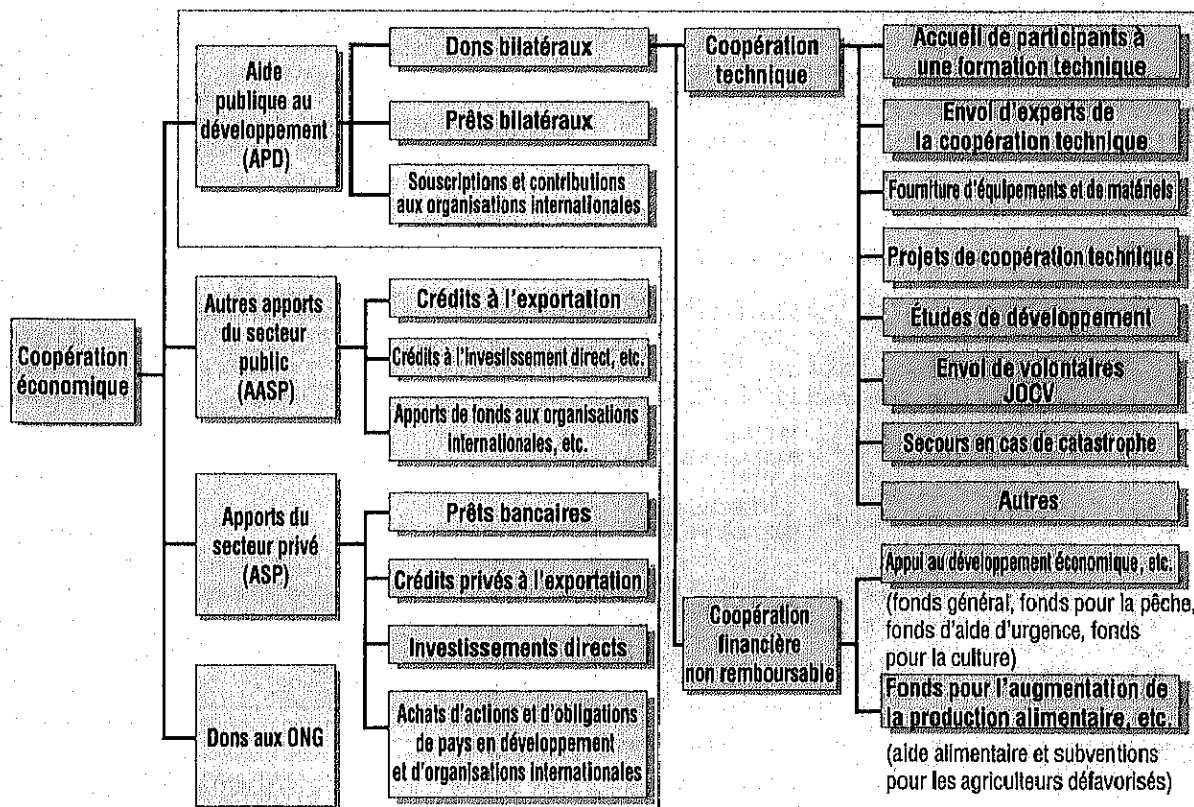 Coopération
économique
Aide
publique au
développement
(APD)
Dons bilatéraux
Prêts bilatéraux
Souscriptions et contributions
aux organisations internationales
Autres apports
du secteur
public
(AASP)
Crédits à l'exportation
Crédits à l'investissement direct, etc.
Apports de fonds aux organisations
internationales, etc.
Apports du
secteur privé
(ASP)
Prêts bancaires
Crédits privés à l'exportation
Investissements directs
Achats d'actions et d'obligations
de pays en développement
et d'organisations internationales
Dons aux ONG
Coopération
technique
Accueil de participants à
une formation technique
Envoi d'experts de
la coopération technique
Fourniture d'équipements et de matériels
Projets de coopération technique
Études de développement
Envoi de volontaires
JOCV
Secours en cas de catastrophe
Autres
Coopération
financière
non remboursable
Appui au développement économique, etc.
(fonds général, fonds pour la pêche,
fonds d'aide d'urgence, fonds
pour la culture)
Fonds pour l'augmentation de
la production alimentaire, etc.
(aide alimentaire et subventions
pour les agriculteurs défavorisés)